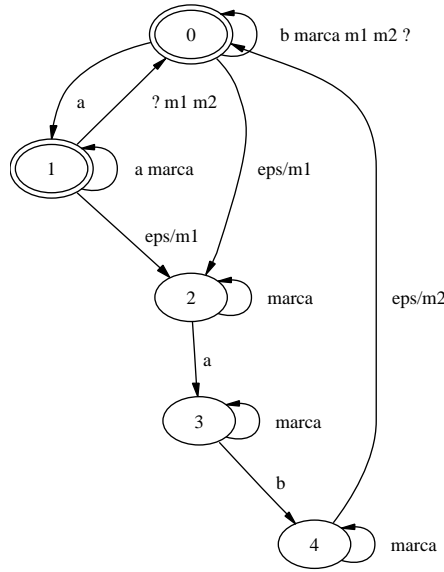 0
b marca m1 m2 ?
a
? m1 m2
1
a marca
eps/m1
eps/m1
2
marca
eps/m2
a
3
marca
b
4
marca